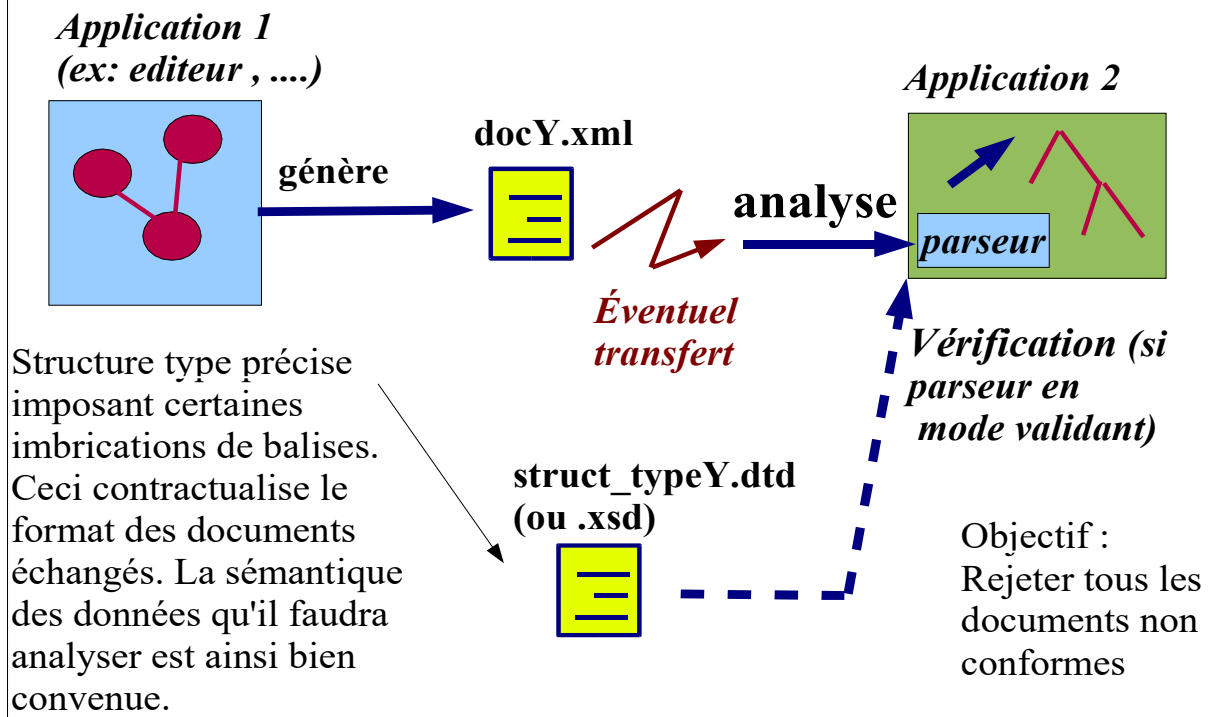 Application 1
(ex: editeur , ....)
Application 2
docY.xml
génère
analyse
parseur
Éventuel
transfert
Vérification (si
parseur en
mode validant)
Structure type précise
imposant certaines
imbrications de balises.
Ceci contractualise le
format des documents
échangés. La sémantique
des données qu'il faudra
analyser est ainsi bien
convenue.
struct_typeY.dtd
(ou .xsd)
Objectif :
Rejeter tous les
documents non
conformes